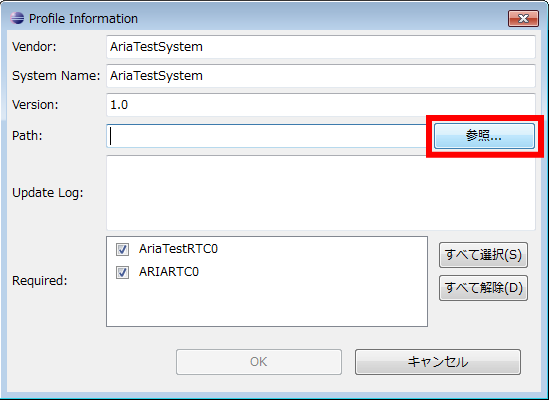 Profile Information
Vendor: AriaTestSystem
System Name: AriaTestSystem
Version: 1.0
Path: 参照...
Update Log:
Required:
AriaTestRTC0
ARIARTC0
すべて選択(S)
すべて解除(D)
OK キャンセル